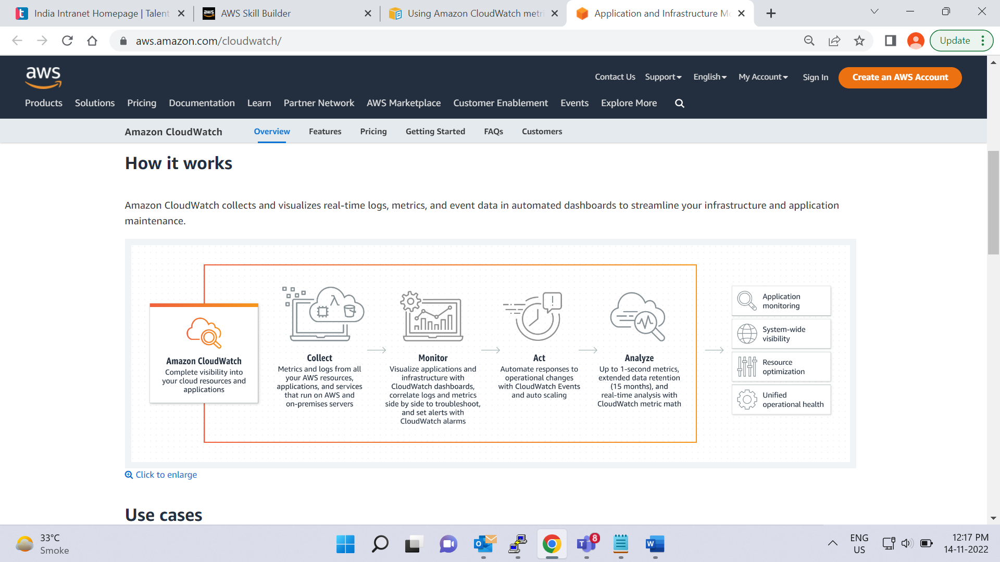 India Intranet Homepage | Talent
AWS Skill Builder
Using Amazon CloudWatch metri
Application and Infrastructure Mo
aws.amazon.com/cloudwatch/
Update
aws
Contact Us Support English My Account Sign In Create an AWS Account
Products Solutions Pricing Documentation Learn Partner Network AWS Marketplace Customer Enablement Events Explore More
Amazon CloudWatch Overview Features Pricing Getting Started FAQs Customers
How it works
Amazon CloudWatch collects and visualizes real-time logs, metrics, and event data in automated dashboards to streamline your infrastructure and application
maintenance.
Amazon CloudWatch
Complete visibility into
your cloud resources and
applications
Collect
Metrics and logs from all
your AWS resources,
applications, and services
that run on AWS and
on-premises servers
Monitor
Visualize applications and
infrastructure with
CloudWatch dashboards,
correlate logs and metrics
side by side to troubleshoot,
and set alerts with
CloudWatch alarms
Act
Automate responses to
operational changes
with CloudWatch Events
and auto scaling
Analyze
Up to 1-second metrics,
extended data retention
(15 months), and
real-time analysis with
CloudWatch metric math
Application
monitoring
System-wide
visibility
Resource
optimization
Unified
operational health
Click to enlarge
Use cases
33°C
Smoke
8
ENG
US
12:17 PM
14-11-2022